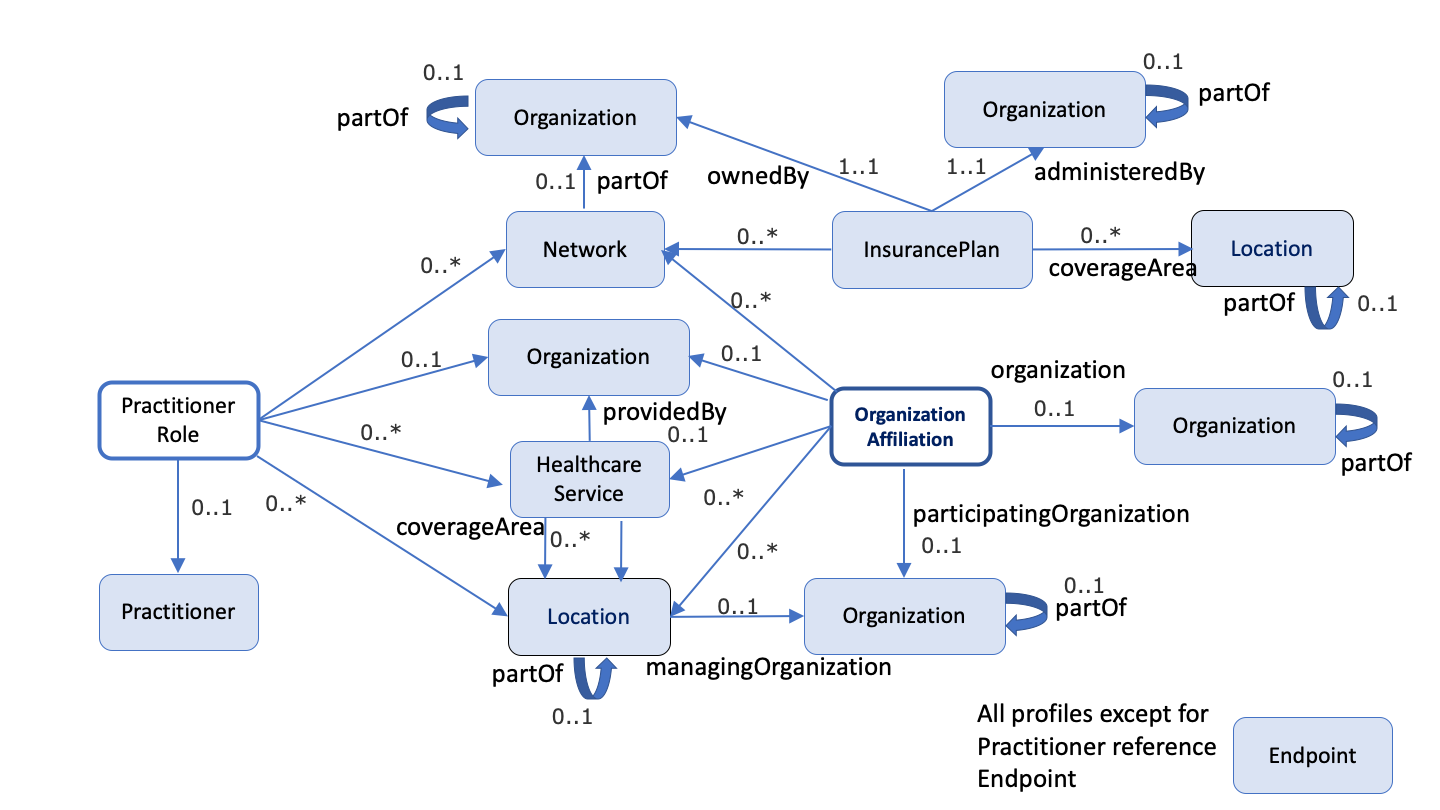 0..1
partOf
Organization
0..1
partOf
Organization
0..1
partOf
ownedBy
1..1
1..1
administeredBy
Network
0..*
InsurancePlan
0..*
coverageArea
Location
partOf
0..1
0..*
0..*
Organization
0..1
0..1
providedBy
0..1
Practitioner
Role
0..*
Healthcare
Service
Organization
Affiliation
organization
0..1
Organization
0..1
partOf
0..1
0..*
coverageArea
0..*
0..*
0..*
participatingOrganization
0..1
Practitioner
Location
0..1
managingOrganization
Organization
0..1
partOf
partOf
0..1
All profiles except for
Practitioner reference
Endpoint
Endpoint